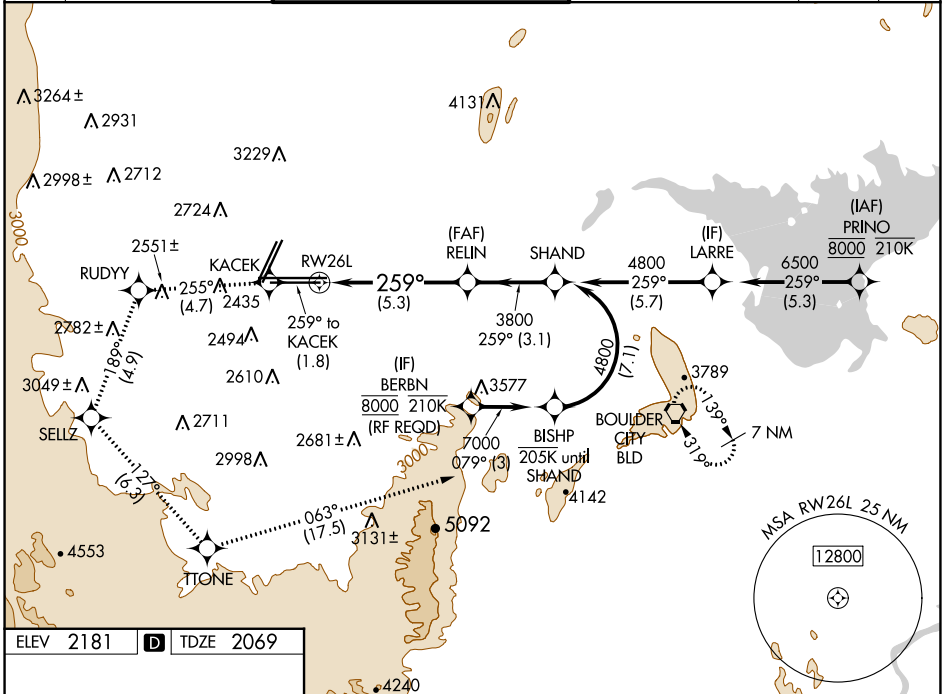 3264±
2931
4131
3229
2998±
2712
2724
3000
2551±
KACEK
RW26L
(FAF)
RELIN
SHAND
(IF)
LARRE
(IAF)
PRINO
8000 210K
RUDYY
255°
(4.7)
2435
259°
(5.3)
4800
259°
(5.7)
6500
259°
(5.3)
259° to
KACEK
(1.8)
3800
259° (3.1)
2782±
189°
(4.9)
2494
4800
(7.1)
3049±
2610
(IF)
BERBN
8000 210K
(RF REQD)
3577
3789
SELLZ
2711
2681±
2998
3000
7000
079° (3)
BISHP
205K until
SHAND
BOULDER
CITY
BLD
139°
319°
7 NM
127°
(6.3)
4142
063°
(17.5)
3131±
5092
4553
TTONE
MSA RW26L 25 NM
12800
ELEV 2181 D TDZE 2069
4240